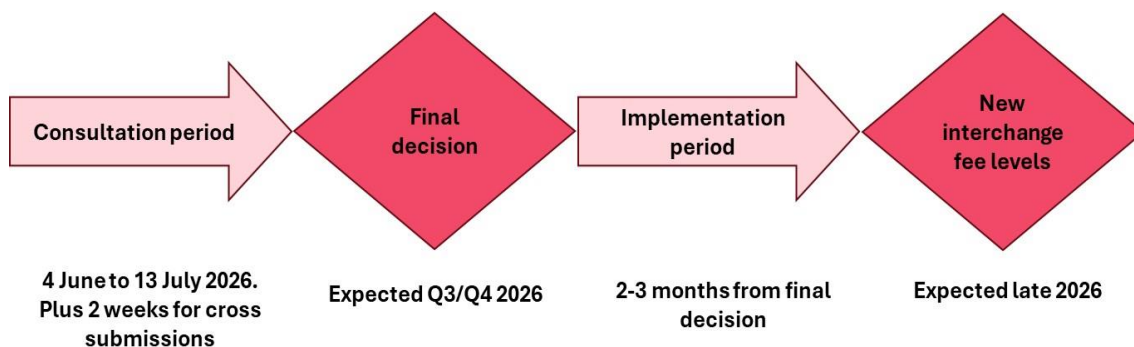 Consultation period
Final
decision
Implementation
period
New
interchange
fee levels
4 June to 13 July 2026.
Plus 2 weeks for cross
submissions
Expected Q3/Q4 2026
2-3 months from final
decision
Expected late 2026